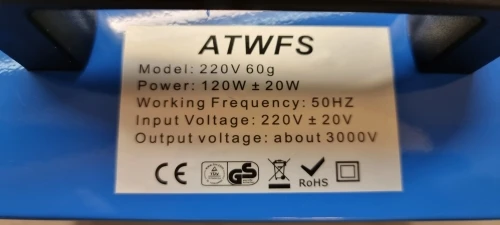 ATWFS
Model: 220V 60g
Power: 120W ± 20W
Working Frequency: 50HZ
Input Voltage: 220V ± 20V
Output voltage: about 3000V
CE GS RoHS